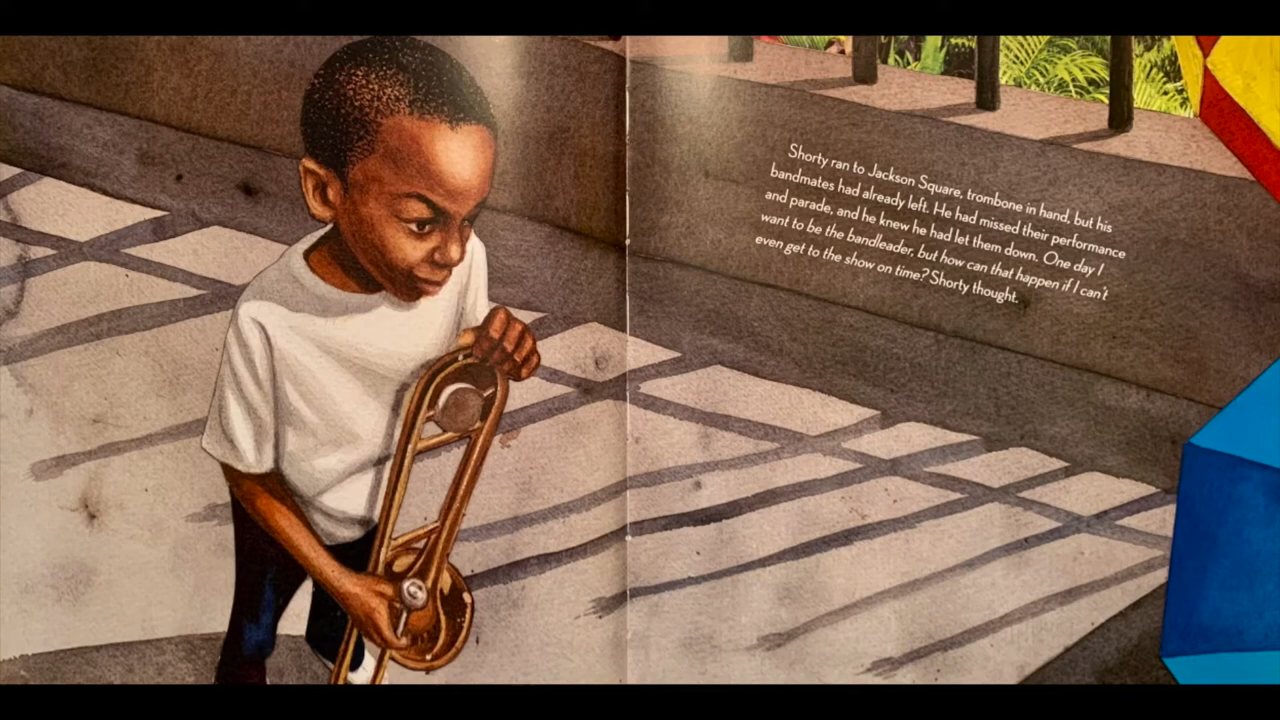 Shorty ran to Jackson Square, trombone in hand, but his
bandmates had already left. He had missed their performance
and parade, and he knew he had let them down. One day I
want to be the bandleader, but how can that happen if I can't
even get to the show on time? Shorty thought.